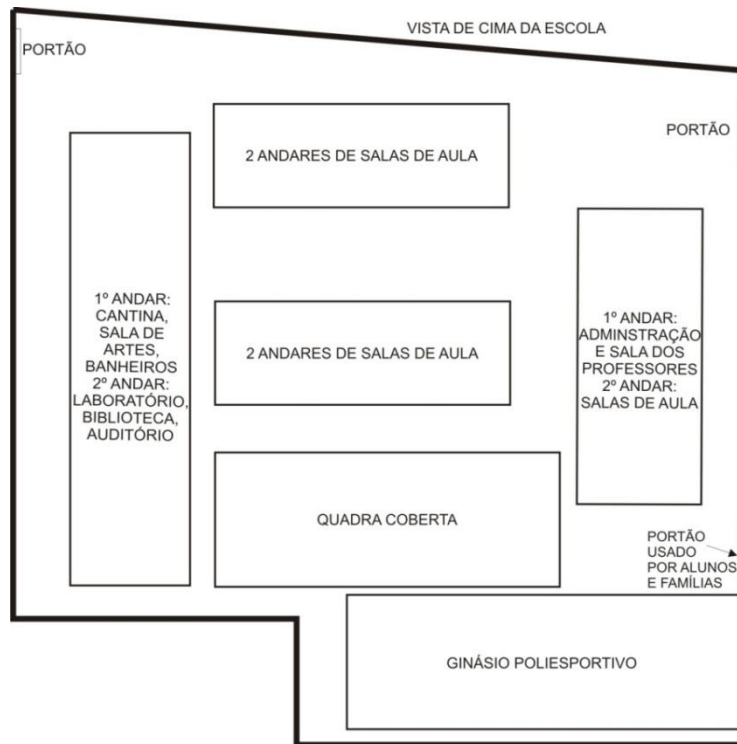 VISTA DE CIMA DA ESCOLA
PORTÃO
PORTÃO
2 ANDARES DE SALAS DE AULA
1º ANDAR:
CANTINA,
SALA DE
ARTES,
BANHEIROS
2º ANDAR:
LABORATÓRIO,
BIBLIOTECA,
AUDITÓRIO
2 ANDARES DE SALAS DE AULA
1º ANDAR:
ADMINSTRAÇÃO
E SALA DOS
PROFESSORES
2º ANDAR:
SALAS DE AULA
QUADRA COBERTA
PORTÃO
USADO
POR ALUNOS
E FAMÍLIAS
GINÁSIO POLIESPORTIVO